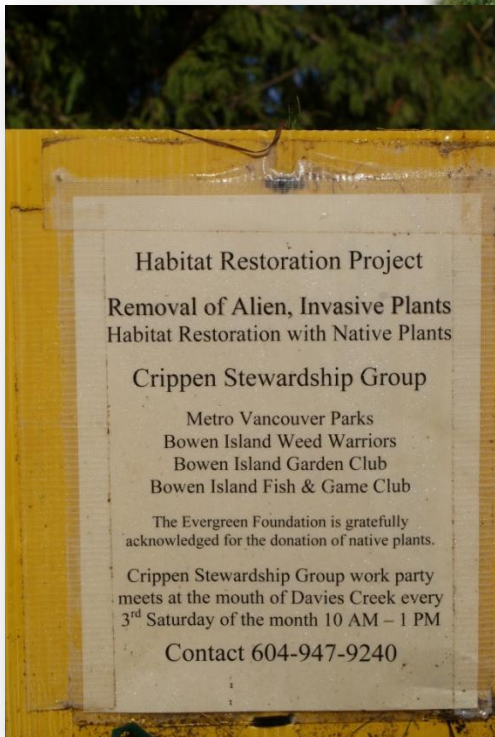 Habitat Restoration Project
Removal of Alien, Invasive Plants
Habitat Restoration with Native Plants
Crippen Stewardship Group
Metro Vancouver Parks
Bowen Island Weed Warriors
Bowen Island Garden Club
Bowen Island Fish & Game Club
The Evergreen Foundation is gratefully
acknowledged for the donation of native plants.
Crippen Stewardship Group work party
meets at the mouth of Davies Creek every
3rd Saturday of the month 10 AM – 1 PM
Contact 604-947-9240